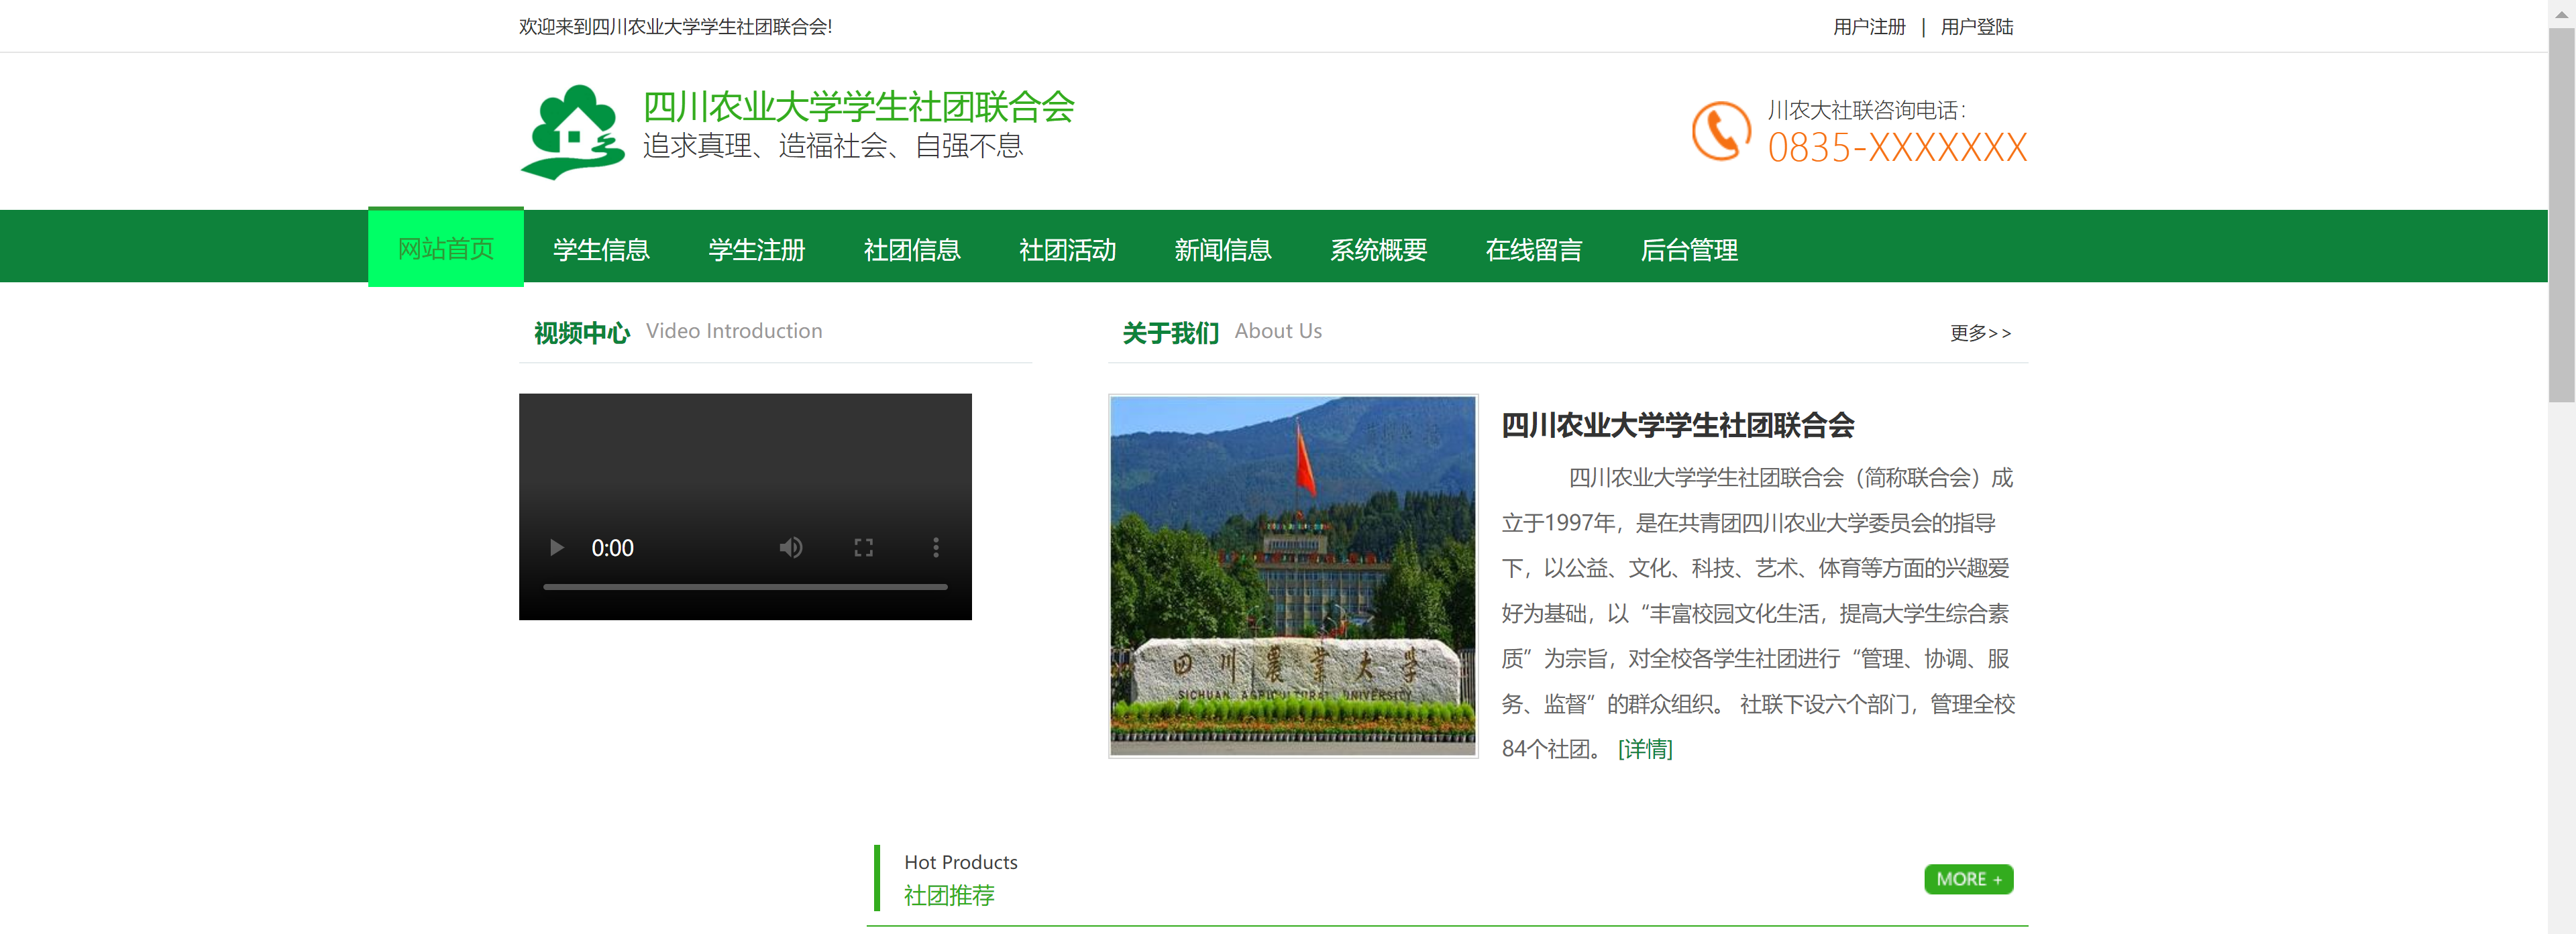 欢迎来到四川农业大学学生社团联合会!
用户注册 | 用户登陆
四川农业大学学生社团联合会
追求真理、造福社会、自强不息
川农大社联咨询电话：
0835-XXXXXXX
网站首页 学生信息 学生注册 社团信息 社团活动 新闻信息 系统概要 在线留言 后台管理
视频中心 Video Introduction
关于我们 About Us
更多>>
0:00
四川農業大学
SICHUAN AGRICULTURAL UNIVERSITY
四川农业大学学生社团联合会
四川农业大学学生社团联合会（简称联合会）成
立于1997年，是在共青团四川农业大学委员会的指导
下，以公益、文化、科技、艺术、体育等方面的兴趣爱
好为基础，以“丰富校园文化生活，提高大学生综合素
质”为宗旨，对全校各学生社团进行“管理、协调、服
务、监督”的群众组织。 社联下设六个部门，管理全校
84个社团。 [详情]
Hot Products
社团推荐
MORE +